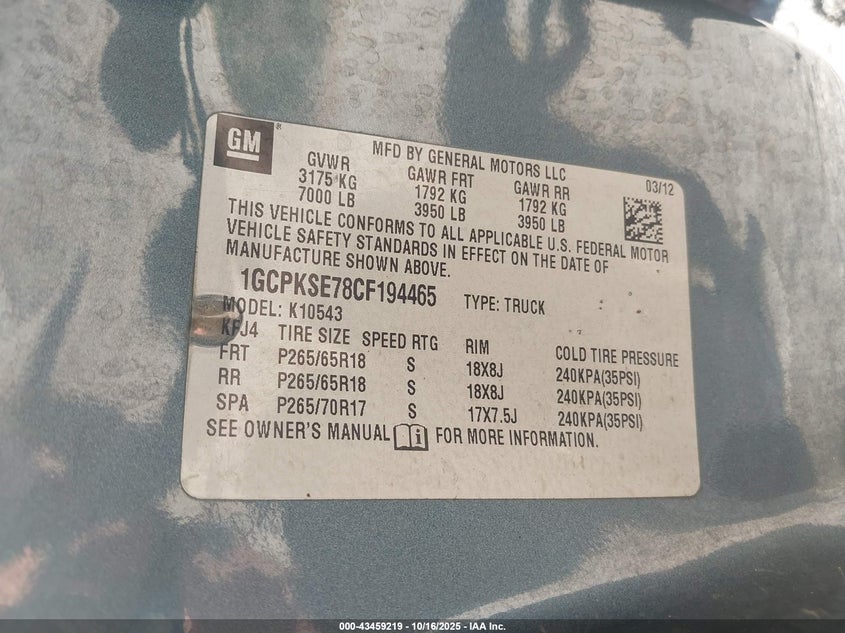 GM ®
MFD BY GENERAL MOTORS LLC
GVWR GAWR FRT GAWR RR 03/12
3175 KG 1792 KG 1792 KG
7000 LB 3950 LB 3950 LB
THIS VEHICLE CONFORMS TO ALL APPLICABLE U.S. FEDERAL MOTOR
VEHICLE SAFETY STANDARDS IN EFFECT ON THE DATE OF
MANUFACTURE SHOWN ABOVE.
1GCPKSE78CF194465 TYPE: TRUCK
MODEL: K10543
KFJ4 TIRE SIZE SPEED RTG RIM COLD TIRE PRESSURE
FRT P265/65R18 S 18X8J 240KPA(35PSI)
RR P265/65R18 S 18X8J 240KPA(35PSI)
SPA P265/70R17 S 17X7.5J 240KPA(35PSI)
SEE OWNER'S MANUAL FOR MORE INFORMATION.
000-43459219 - 10/16/2025 - IAA Inc.